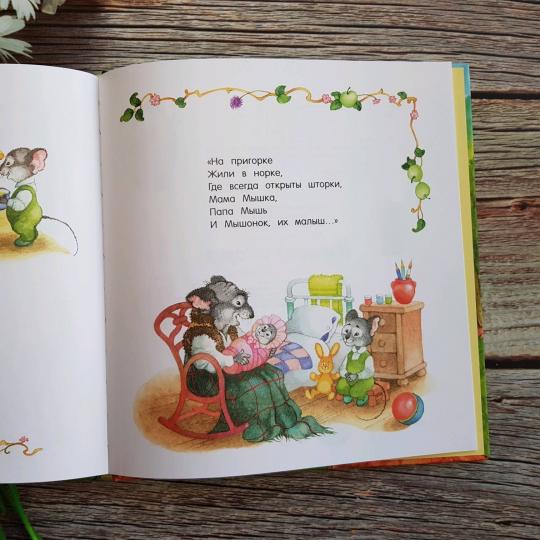 «На пригорке
Жили в норке,
Где всегда открыты шторки,
Мама Мышка,
Папа Мышь
И Мышонок, их малыш...»